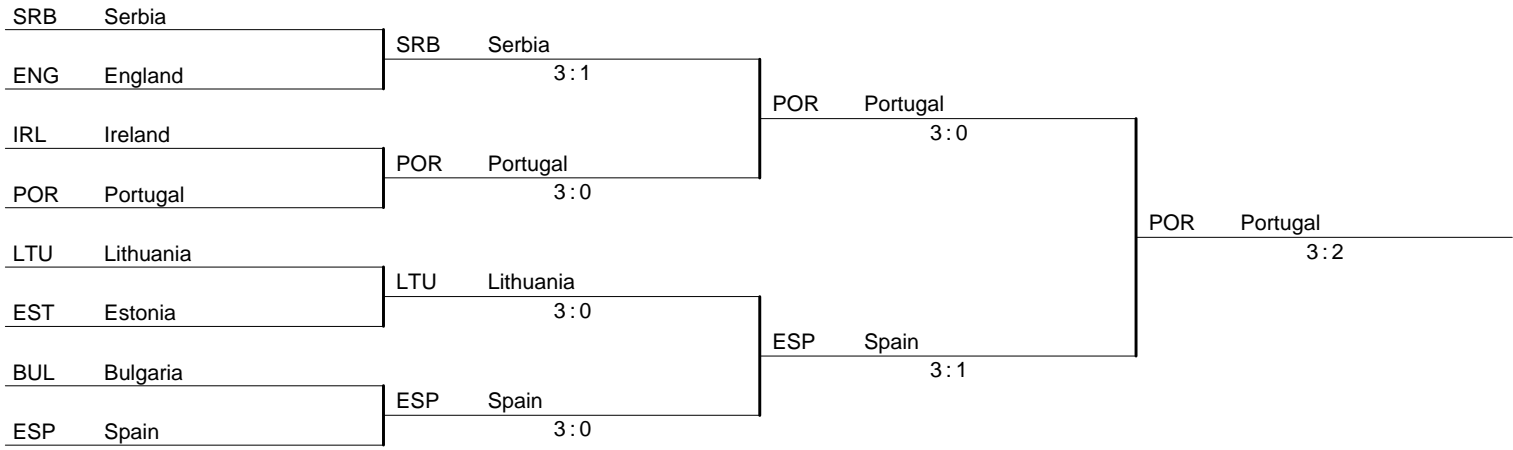 SRB Serbia
ENG England
IRL Ireland
POR Portugal
LTU Lithuania
EST Estonia
BUL Bulgaria
ESP Spain
SRB Serbia
3 : 1
POR Portugal
3 : 0
LTU Lithuania
3 : 0
ESP Spain
3 : 0
POR Portugal
3 : 0
ESP Spain
3 : 1
POR Portugal
3 : 2